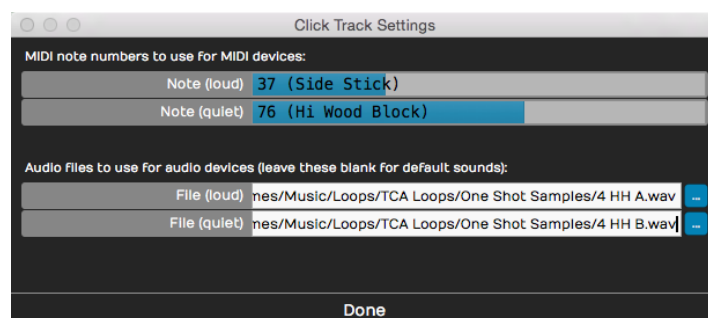 Click Track Settings
MIDI note numbers to use for MIDI devices:
Note (loud) 37 (Side Stick)
Note (quiet) 76 (Hi Wood Block)
Audio files to use for audio devices (leave these blank for default sounds):
File (loud) nes/Music/Loops/TCA Loops/One Shot Samples/4 HH A.wav ...
File (quiet) nes/Music/Loops/TCA Loops/One Shot Samples/4 HH B.wav ...
Done